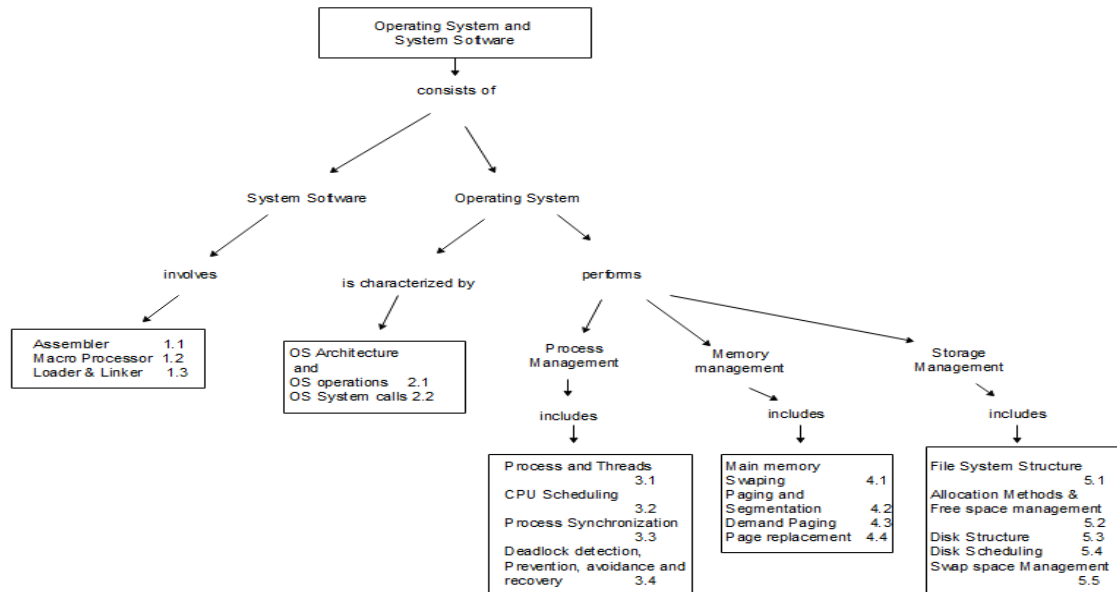 Operating System and
System Software
consists of
System Software
Operating System
involves
is characterized by
performs
Assembler 1.1
Macro Processor 1.2
Loader & Linker 1.3
OS Architecture
and
OS operations 2.1
OS System calls 2.2
Process
Management
Memory
management
Storage
Management
includes
includes
includes
Process and Threads
3.1
CPU Scheduling
3.2
Process Synchronization
3.3
Deadlock detection,
Prevention, avoidance and
recovery 3.4
Main memory
Swaping 4.1
Paging and
Segmentation 4.2
Demand Paging 4.3
Page replacement 4.4
File System Structure
5.1
Allocation Methods &
Free space management
5.2
Disk Structure 5.3
Disk Scheduling 5.4
Swap space Management
5.5